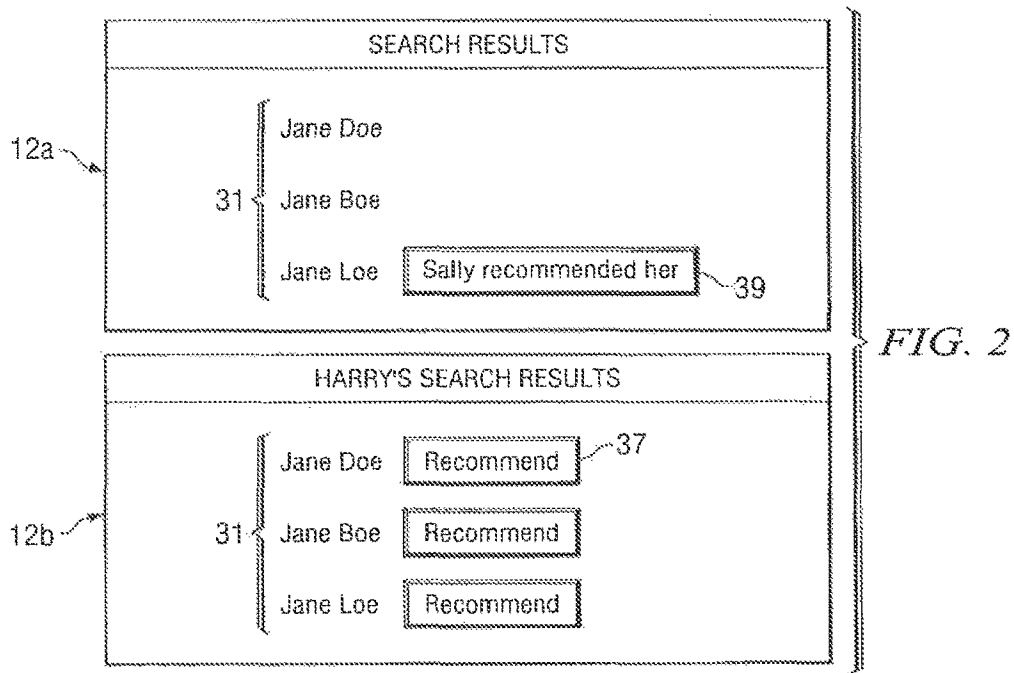 SEARCH RESULTS
12a
31
Jane Doe
Jane Boe
Jane Loe Sally recommended her
39
FIG. 2
HARRY'S SEARCH RESULTS
12b
31
Jane Doe Recommend
37
Jane Boe Recommend
Jane Loe Recommend